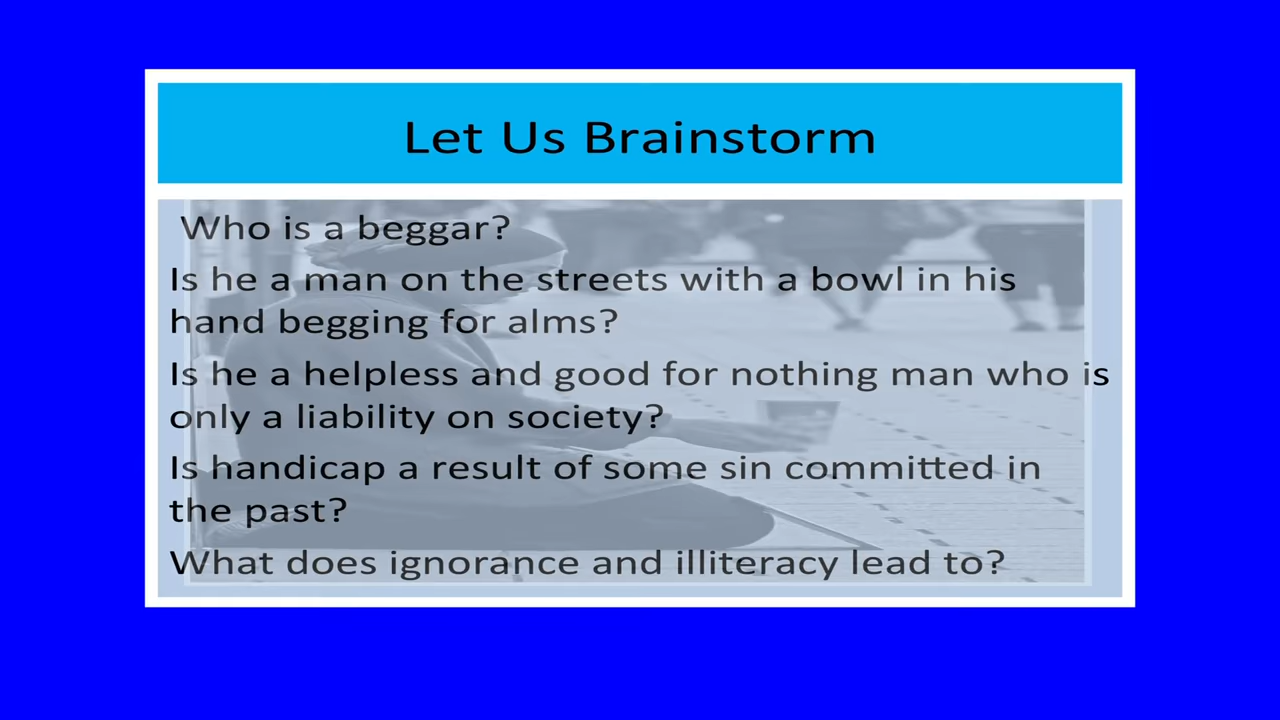 Let Us Brainstorm
Who is a beggar?
Is he a man on the streets with a bowl in his
hand begging for alms?
Is he a helpless and good for nothing man who is
only a liability on society?
Is handicap a result of some sin committed in
the past?
What does ignorance and illiteracy lead to?